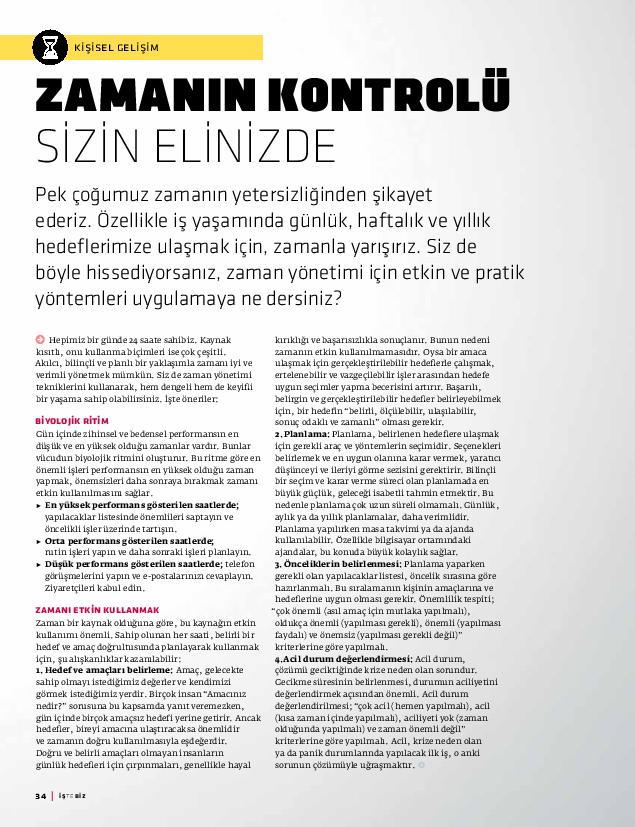 KİŞİSEL GELİŞİM
ZAMANIN KONTROLÜ
SİZİN ELİNİZDE
Pek çoğumuz zamanın yetersizliğinden şikayet
ederiz. Özellikle iş yaşamında günlük, haftalık ve yıllık
hedeflerimize ulaşmak için, zamanla yarışırız. Siz de
böyle hissediyorsanız, zaman yönetimi için etkin ve pratik
yöntemleri uygulamaya ne dersiniz?
Hepimiz bir günde 24 saate sahibiz. Kaynak
kısıtlı, onu kullanma biçimleri ise çok çeşitli.
Akılcı, bilinçli ve planlı bir yaklaşımla zamanı iyi ve
verimli yönetmek mümkün. Siz de zaman yönetimi
tekniklerini kullanarak, hem dengeli hem de keyifli
bir yaşama sahip olabilirsiniz. İşte öneriler:
BİYOLOJİK RİTİM
Gün içinde zihinsel ve bedensel performansın en
düşük ve en yüksek olduğu zamanlar vardır. Bunlar
vücudun biyolojik ritmini oluşturur. Bu ritme göre en
önemli işleri performansın en yüksek olduğu zaman
yapmak, önemsizleri daha sonraya bırakmak zamanı
etkin kullanılmasını sağlar.
► En yüksek performans gösterilen saatlerde;
yapılacaklar listesinde önemlileri saptayın ve
öncelikli işler üzerinde tartışın.
► Orta performans gösterilen saatlerde;
rutin işleri yapın ve daha sonraki işleri planlayın.
► Düşük performans gösterilen saatlerde; telefon
görüşmelerini yapın ve e-postalarınızı cevaplayın.
Ziyaretçileri kabul edin.
ZAMANI ETKİN KULLANMAK
Zaman bir kaynak olduğuna göre, bu kaynağın etkin
kullanımı önemli. Sahip olunan her saati, belirli bir
hedef ve amaç doğrultusunda planlayarak kullanmak
için, şu alışkanlıklar kazanılabilir:
1. Hedef ve amaçları belirleme; Amaç, gelecekte
sahip olmayı istediğimiz değerler ve kendimizi
görmek istediğimiz yerdir. Birçok insan “Amacınız
nedir?” sorusuna bu kapsamda yanıt veremezken,
gün içinde birçok amaçsız hedefi yerine getirir. Ancak
hedefler, bireyi amacına ulaştıracaksa önemlidir
ve zamanın doğru kullanılmasıyla eşdeğerdir.
Doğru ve belirli amaçları olmayan insanların
günlük hedefleri için çırpınmaları, genellikle hayal
kırıklığı ve başarısızlıkla sonuçlanır. Bunun nedeni
zamanın etkin kullanılmamasıdır. Oysa bir amaca
ulaşmak için gerçekleştirilebilir hedeflerle çalışmak,
ertelenebilir ve vazgeçilebilir işler arasından hedefe
uygun seçimler yapma becerisini artırır. Başarılı,
belirgin ve gerçekleştirilebilir hedefler belirleyebilmek
için, bir hedefin “belirli, ölçülebilir, ulaşılabilir,
sonuç odaklı ve zamanlı” olması gerekir.
2. Planlama; Planlama, belirlenen hedeflere ulaşmak
için gerekli araç ve yöntemlerin seçimidir. Seçenekleri
belirlemek ve en uygun olanına karar vermek, yaratıcı
düşünceyi ve ileriyi görme sezisini gerektirir. Bilinçli
bir seçim ve karar verme süreci olan planlamada en
büyük güçlük, geleceği isabetli tahmin etmektir. Bu
nedenle planlama çok uzun süreli olmamalı. Günlük,
aylık ya da yıllık planlamalar, daha verimlidir.
Planlama yapılırken masa takvimi ya da ajanda
kullanılabilir. Özellikle bilgisayar ortamındaki
ajandalar, bu konuda büyük kolaylık sağlar.
3. Önceliklerin belirlenmesi; Planlama yaparken
gerekli olan yapılacaklar listesi, öncelik sırasına göre
hazırlanmalı. Bu sıralamanın kişinin amaçlarına ve
hedeflerine uygun olması gerekir. Önemlilik tespiti;
“çok önemli (asıl amaç için mutlaka yapılmalı),
oldukça önemli (yapılması gerekli), önemli (yapılması
faydalı) ve önemsiz (yapılması gerekli değil)”
kriterlerine göre yapılmalı.
4.Acil durum değerlendirmesi; Acil durum,
çözümü geciktiğinde krize neden olan sorundur.
Gecikme süresinin belirlenmesi, durumun aciliyetini
değerlendirmek açısından önemli. Acil durum
değerlendirilmesi; “çok acil (hemen yapılmalı), acil
(kısa zaman içinde yapılmalı), aciliyeti yok (zaman
olduğunda yapılmalı) ve zaman önemli değil”
kriterlerine göre yapılmalı. Acil, krize neden olan
ya da panik durumlarında yapılacak ilk iş, o anki
sorunun çözümüyle uğraşmaktır.
34 | İŞTE BİZ